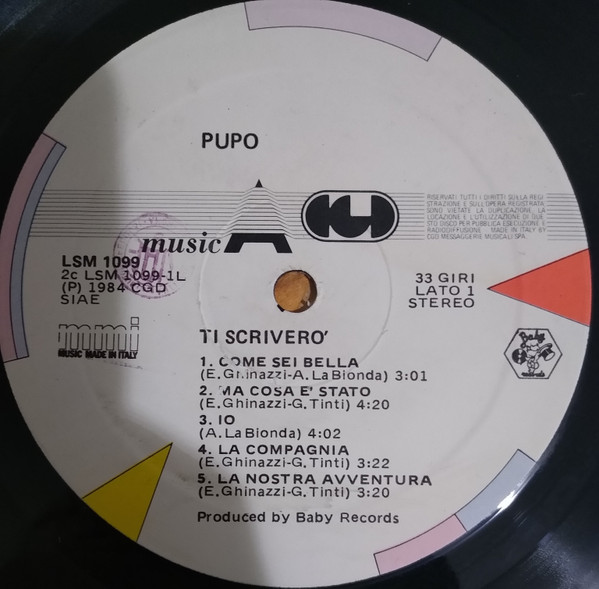 PUPO
music A
CGD
RISERVATI TUTTI I DIRITTI SULLA REGI
STRAZIONE E SULL'OPERA REGISTRATA
SONO VIETATE LA DUPLICAZIONE, LA
LOCAZIONE E L'UTILIZZAZIONE DI QUE
STO DISCO PER PUBBLICA ESECUZIONE E
RADIODIFFUSIONE MADE IN ITALY BY
CGD MESSAGGERIE MUSICALI SPA
LSM 1099
2c LSM 1099-1L
(P) 1984 CGD
SIAE
MUSIC MADE IN ITALY
33 GIRI
LATO 1
STEREO
Baby
records
TI SCRIVERO'
1. COME SEI BELLA
(E. Ghinazzi-A. La Bionda) 3:01
2. MA COSA E' STATO
(E. Ghinazzi-G. Tinti) 4:20
3. IO
(A. La Bionda) 4:02
4. LA COMPAGNIA
(E. Ghinazzi-G. Tinti) 3:22
5. LA NOSTRA AVVENTURA
(E. Ghinazzi-G. Tinti) 3:20
Produced by Baby Records